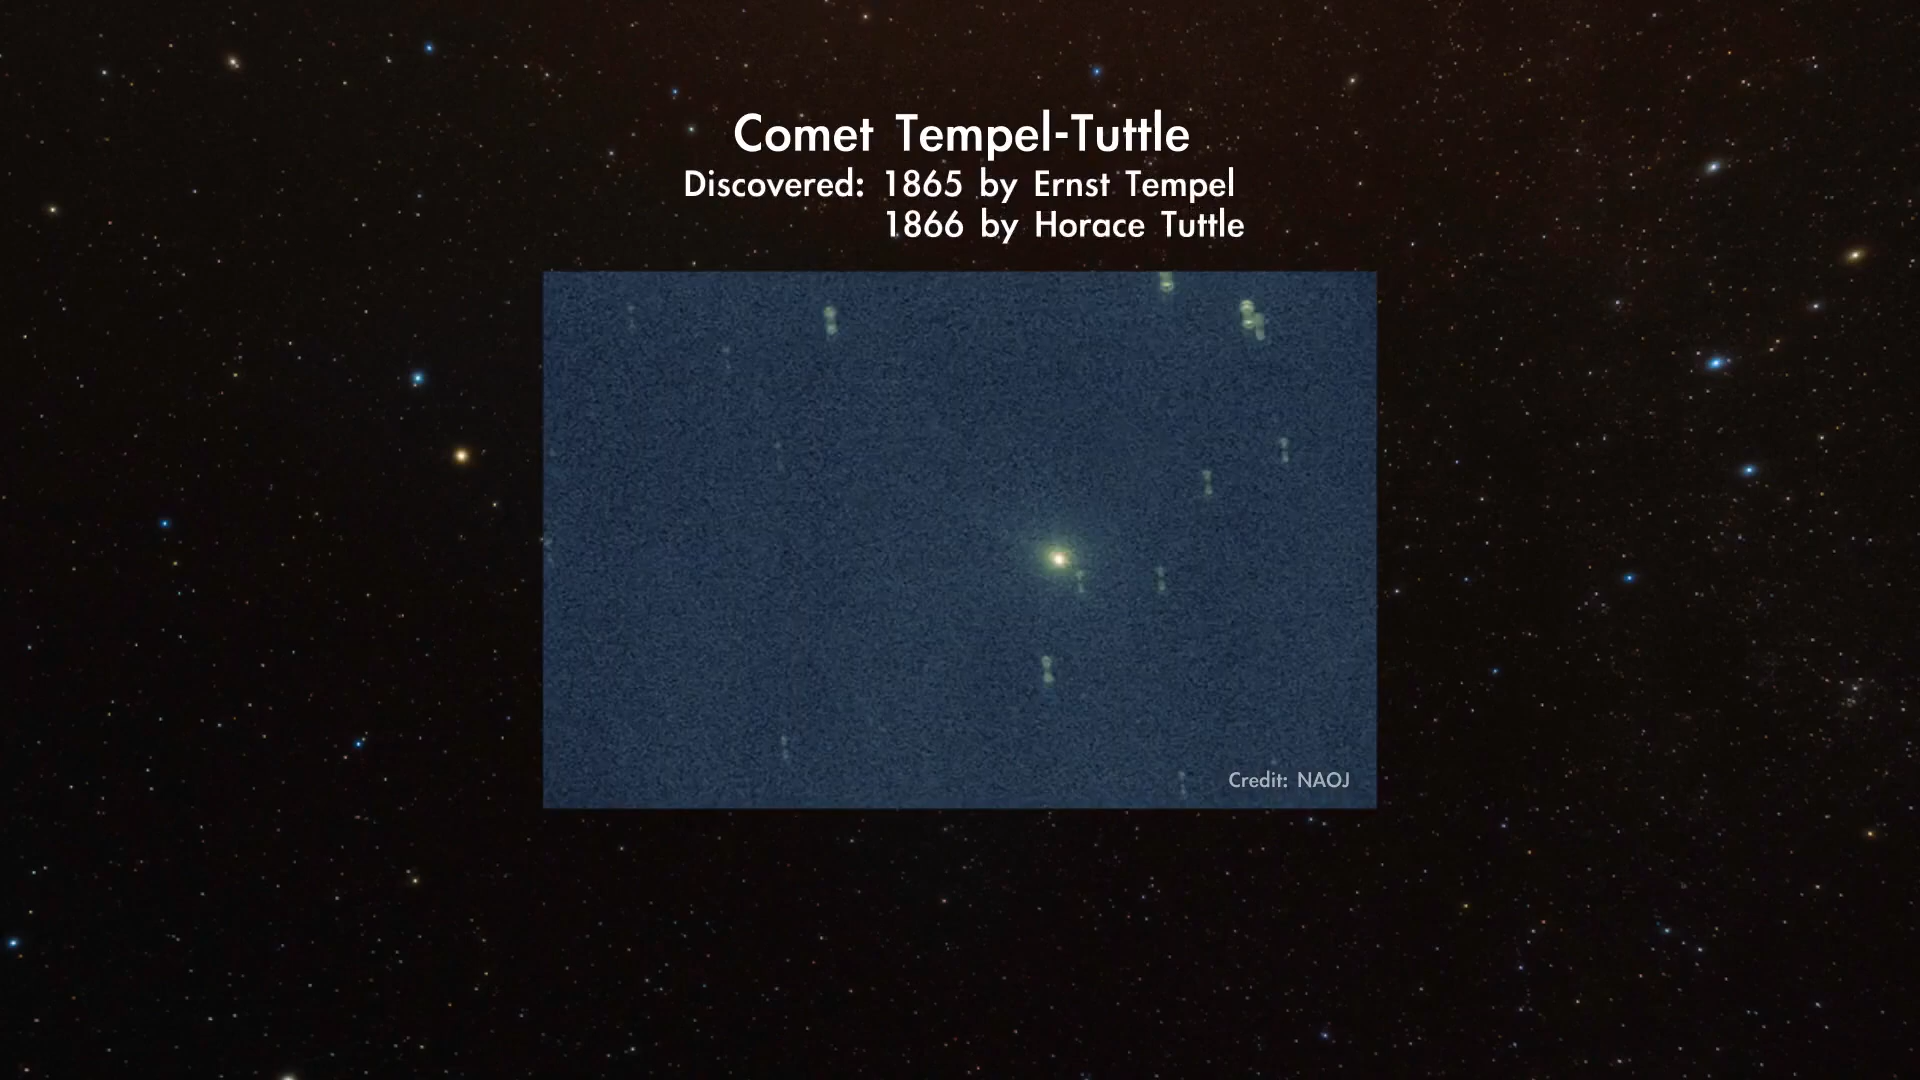 Comet Tempel-Tuttle
Discovered: 1865 by Ernst Tempel
1866 by Horace Tuttle
Credit: NAOJ